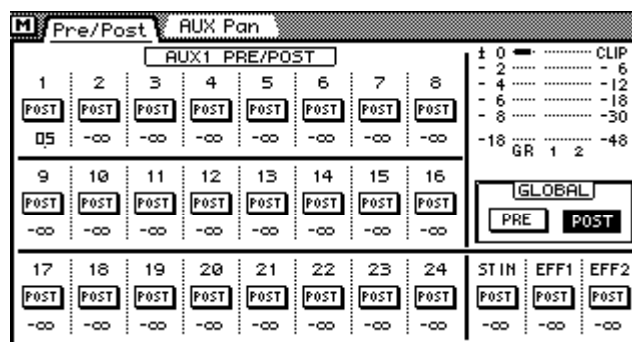 M Pre/Post AUX Pan
AUX1 PRE/POST
1 2 3 4 5 6 7 8
POST POST POST POST POST POST POST POST
0.5 -∞ -∞ -∞ -∞ -∞ -∞ -∞
9 10 11 12 13 14 15 16
POST POST POST POST POST POST POST POST
-∞ -∞ -∞ -∞ -∞ -∞ -∞ -∞
17 18 19 20 21 22 23 24
POST POST POST POST POST POST POST POST
-∞ -∞ -∞ -∞ -∞ -∞ -∞ -∞
± 0 CLIP
- 2 - 6
- 4 -12
- 6 -18
- 8 -30
-18 -48
GR 1 2
GLOBAL
PRE POST
ST IN EFF1 EFF2
POST POST POST
-∞ -∞ -∞